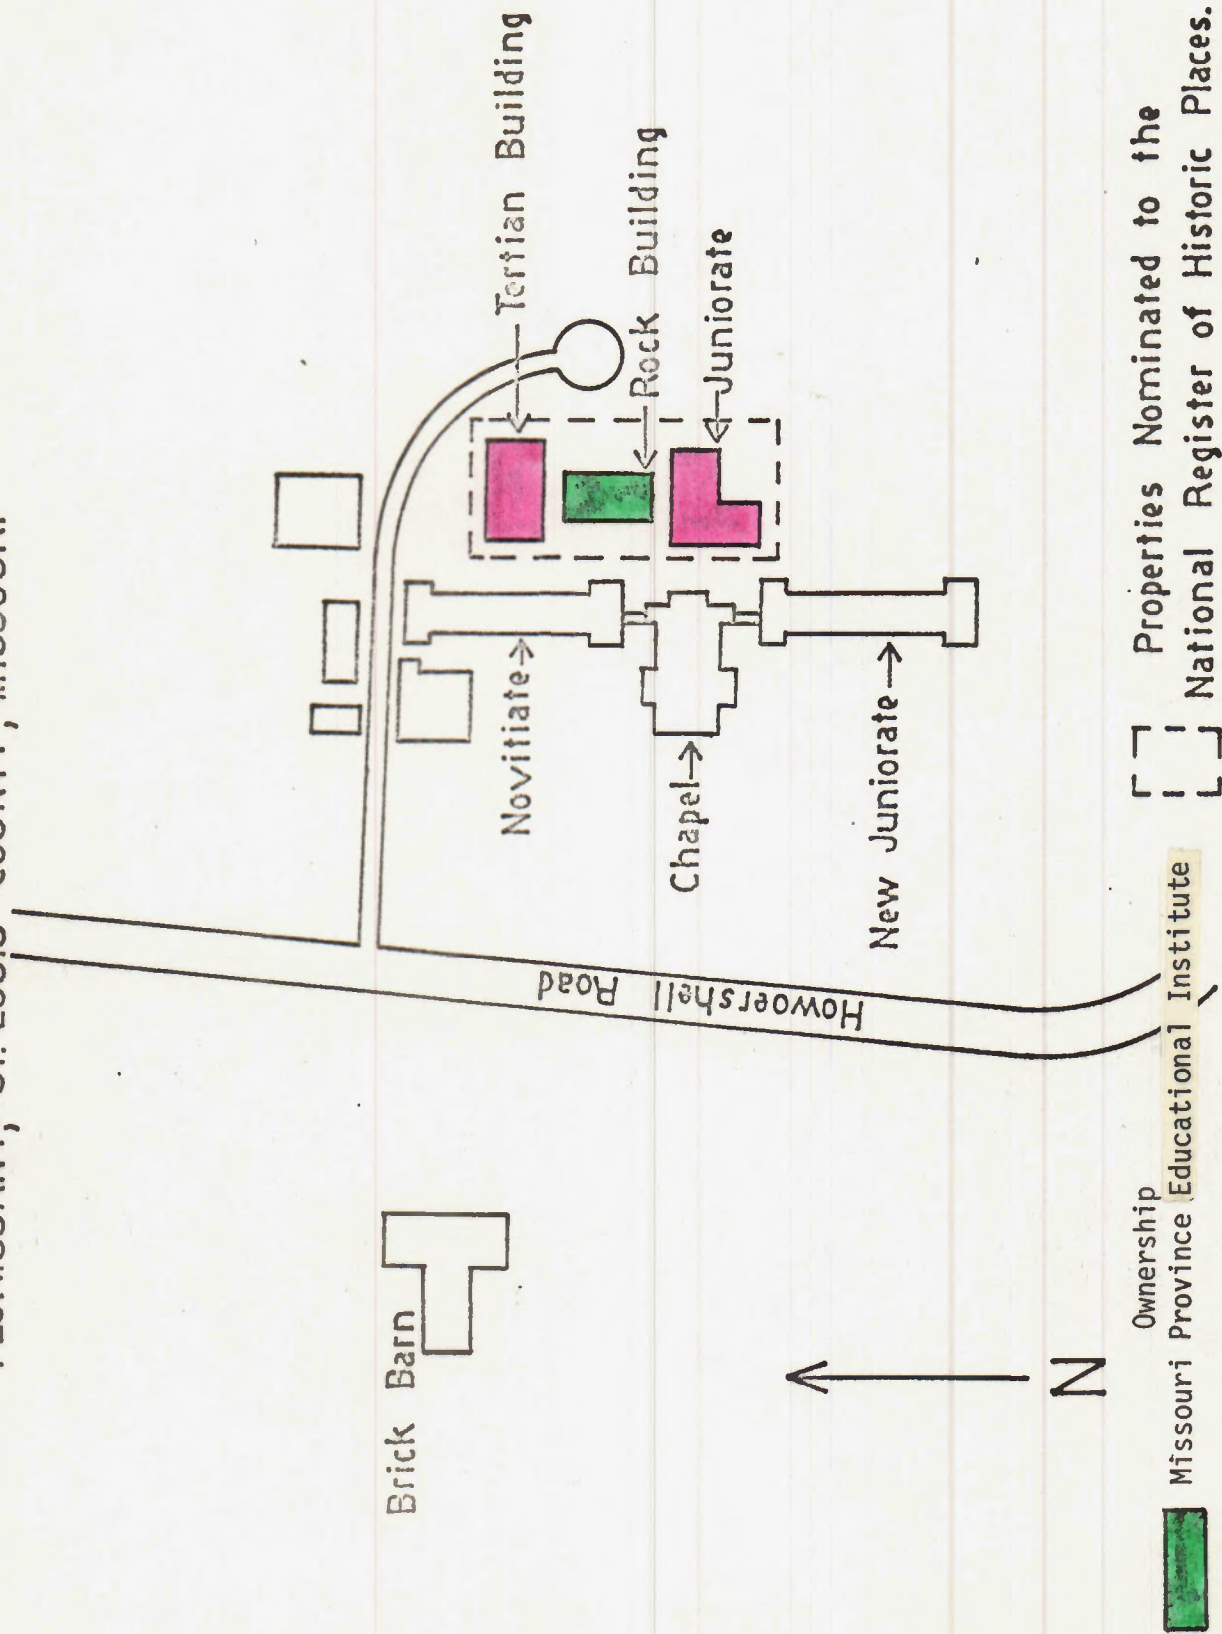 Tertian Building
Rock Building
Juniorate
Novitiate
Chapel
New Juniorate
Howdershell Road
Brick Barn
N
Properties Nominated to the
National Register of Historic Places.
Ownership
Missouri Province Educational Institute